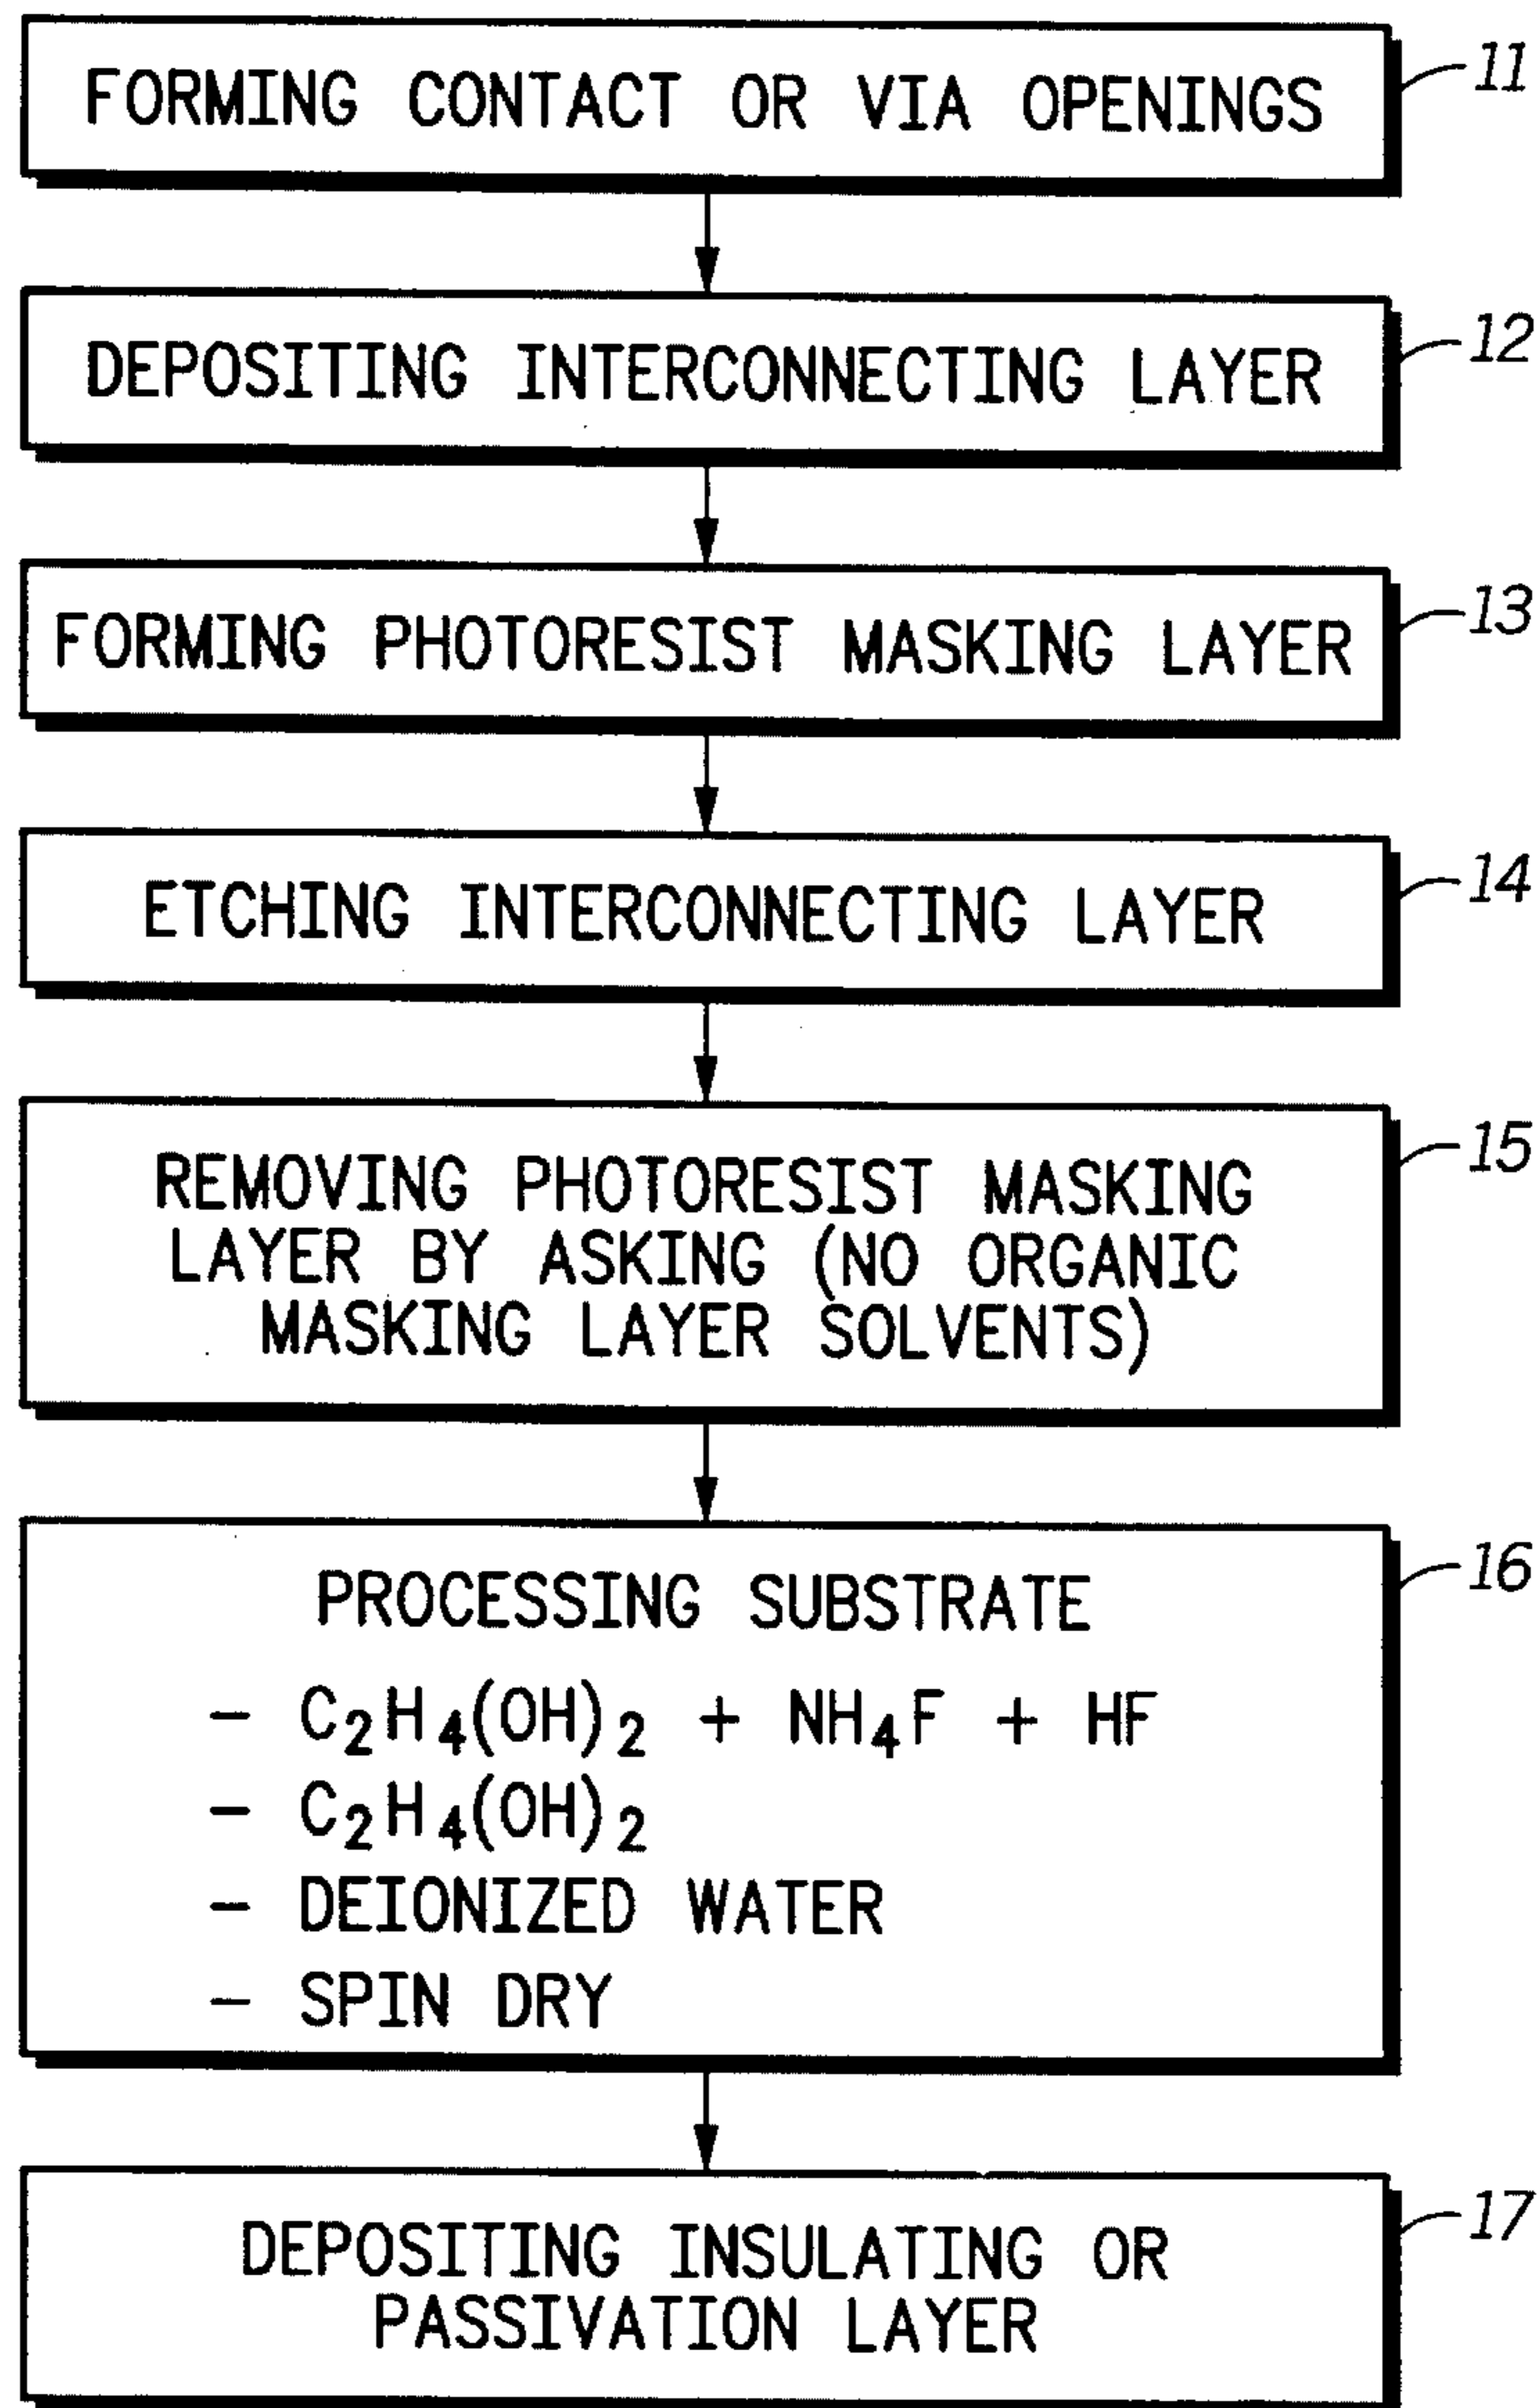 FORMING CONTACT OR VIA OPENINGS
11
DEPOSITING INTERCONNECTING LAYER
12
FORMING PHOTORESIST MASKING LAYER
13
ETCHING INTERCONNECTING LAYER
14
REMOVING PHOTORESIST MASKING
LAYER BY ASKING (NO ORGANIC
MASKING LAYER SOLVENTS)
15
PROCESSING SUBSTRATE
- C₂H₄(OH)₂ + NH₄F + HF
- C₂H₄(OH)₂
- DEIONIZED WATER
- SPIN DRY
16
DEPOSITING INSULATING OR
PASSIVATION LAYER
17